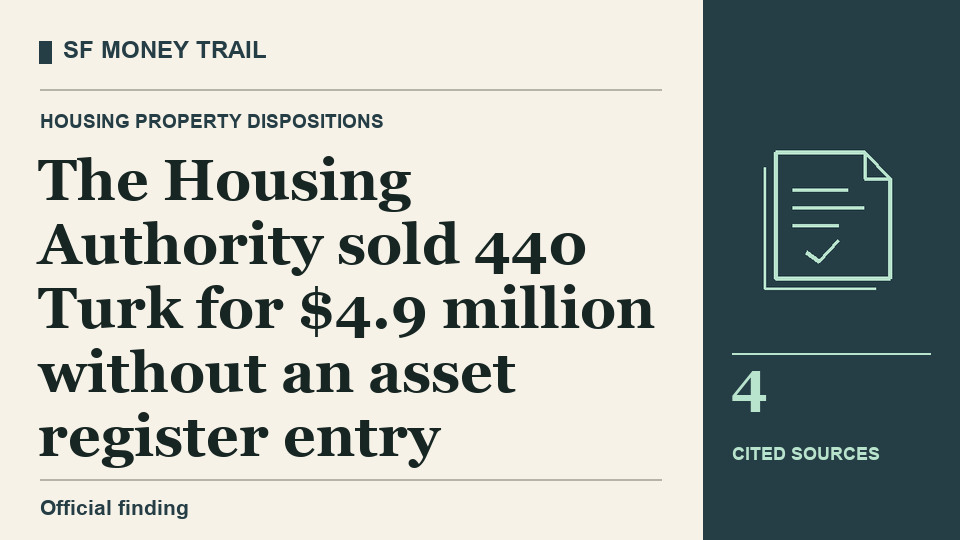 SF MONEY TRAIL
HOUSING PROPERTY DISPOSITIONS
The Housing
Authority sold 440
Turk for $4.9 million
without an asset
register entry
Official finding
4
CITED SOURCES